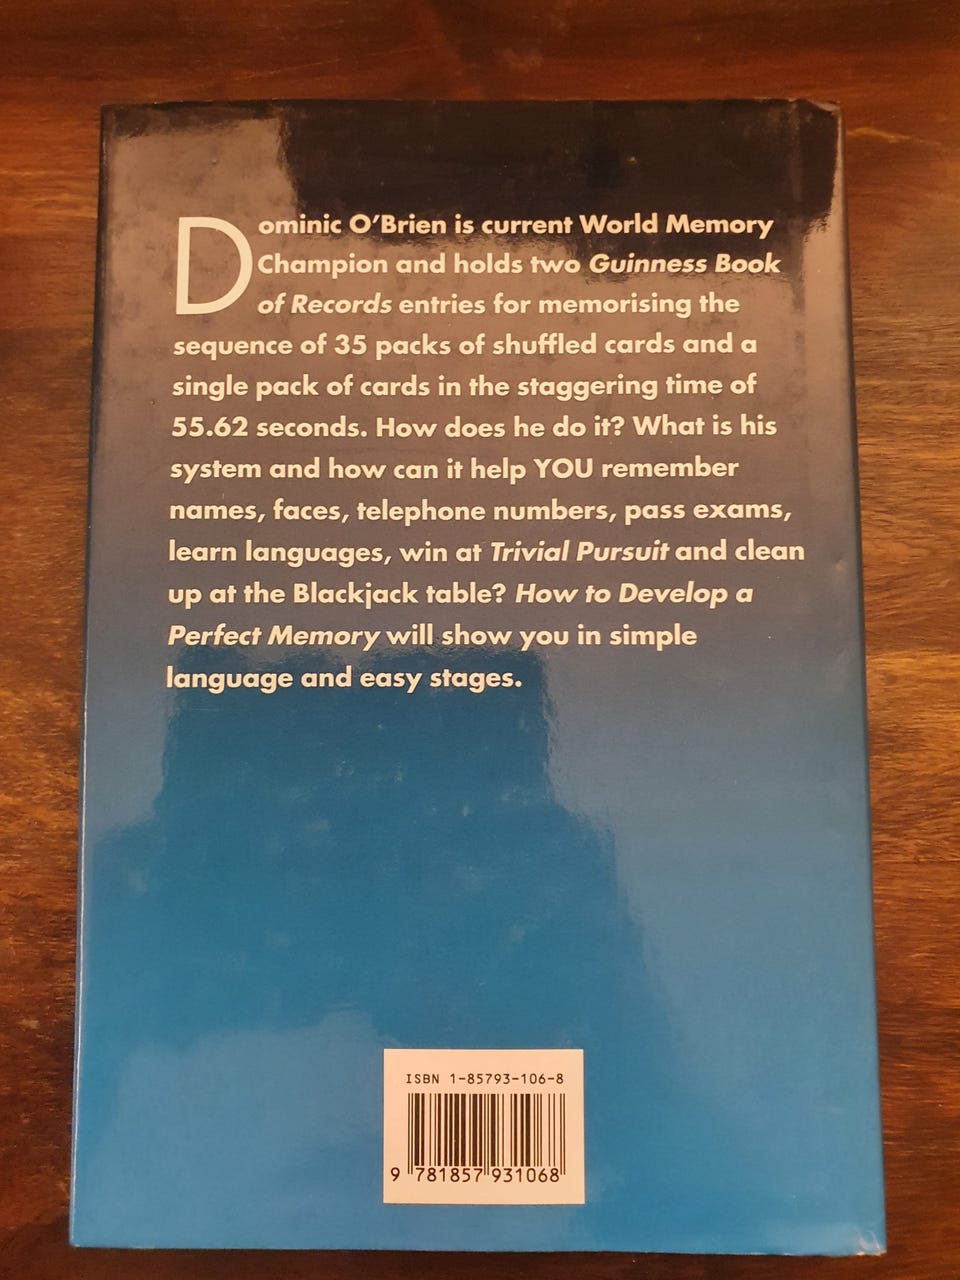 Dominic O'Brien is current World Memory
Champion and holds two Guinness Book
of Records entries for memorising the
sequence of 35 packs of shuffled cards and a
single pack of cards in the staggering time of
55.62 seconds. How does he do it? What is his
system and how can it help YOU remember
names, faces, telephone numbers, pass exams,
learn languages, win at Trivial Pursuit and clean
up at the Blackjack table? How to Develop a
Perfect Memory will show you in simple
language and easy stages.
ISBN 1-85793-106-8
9 781857 931068